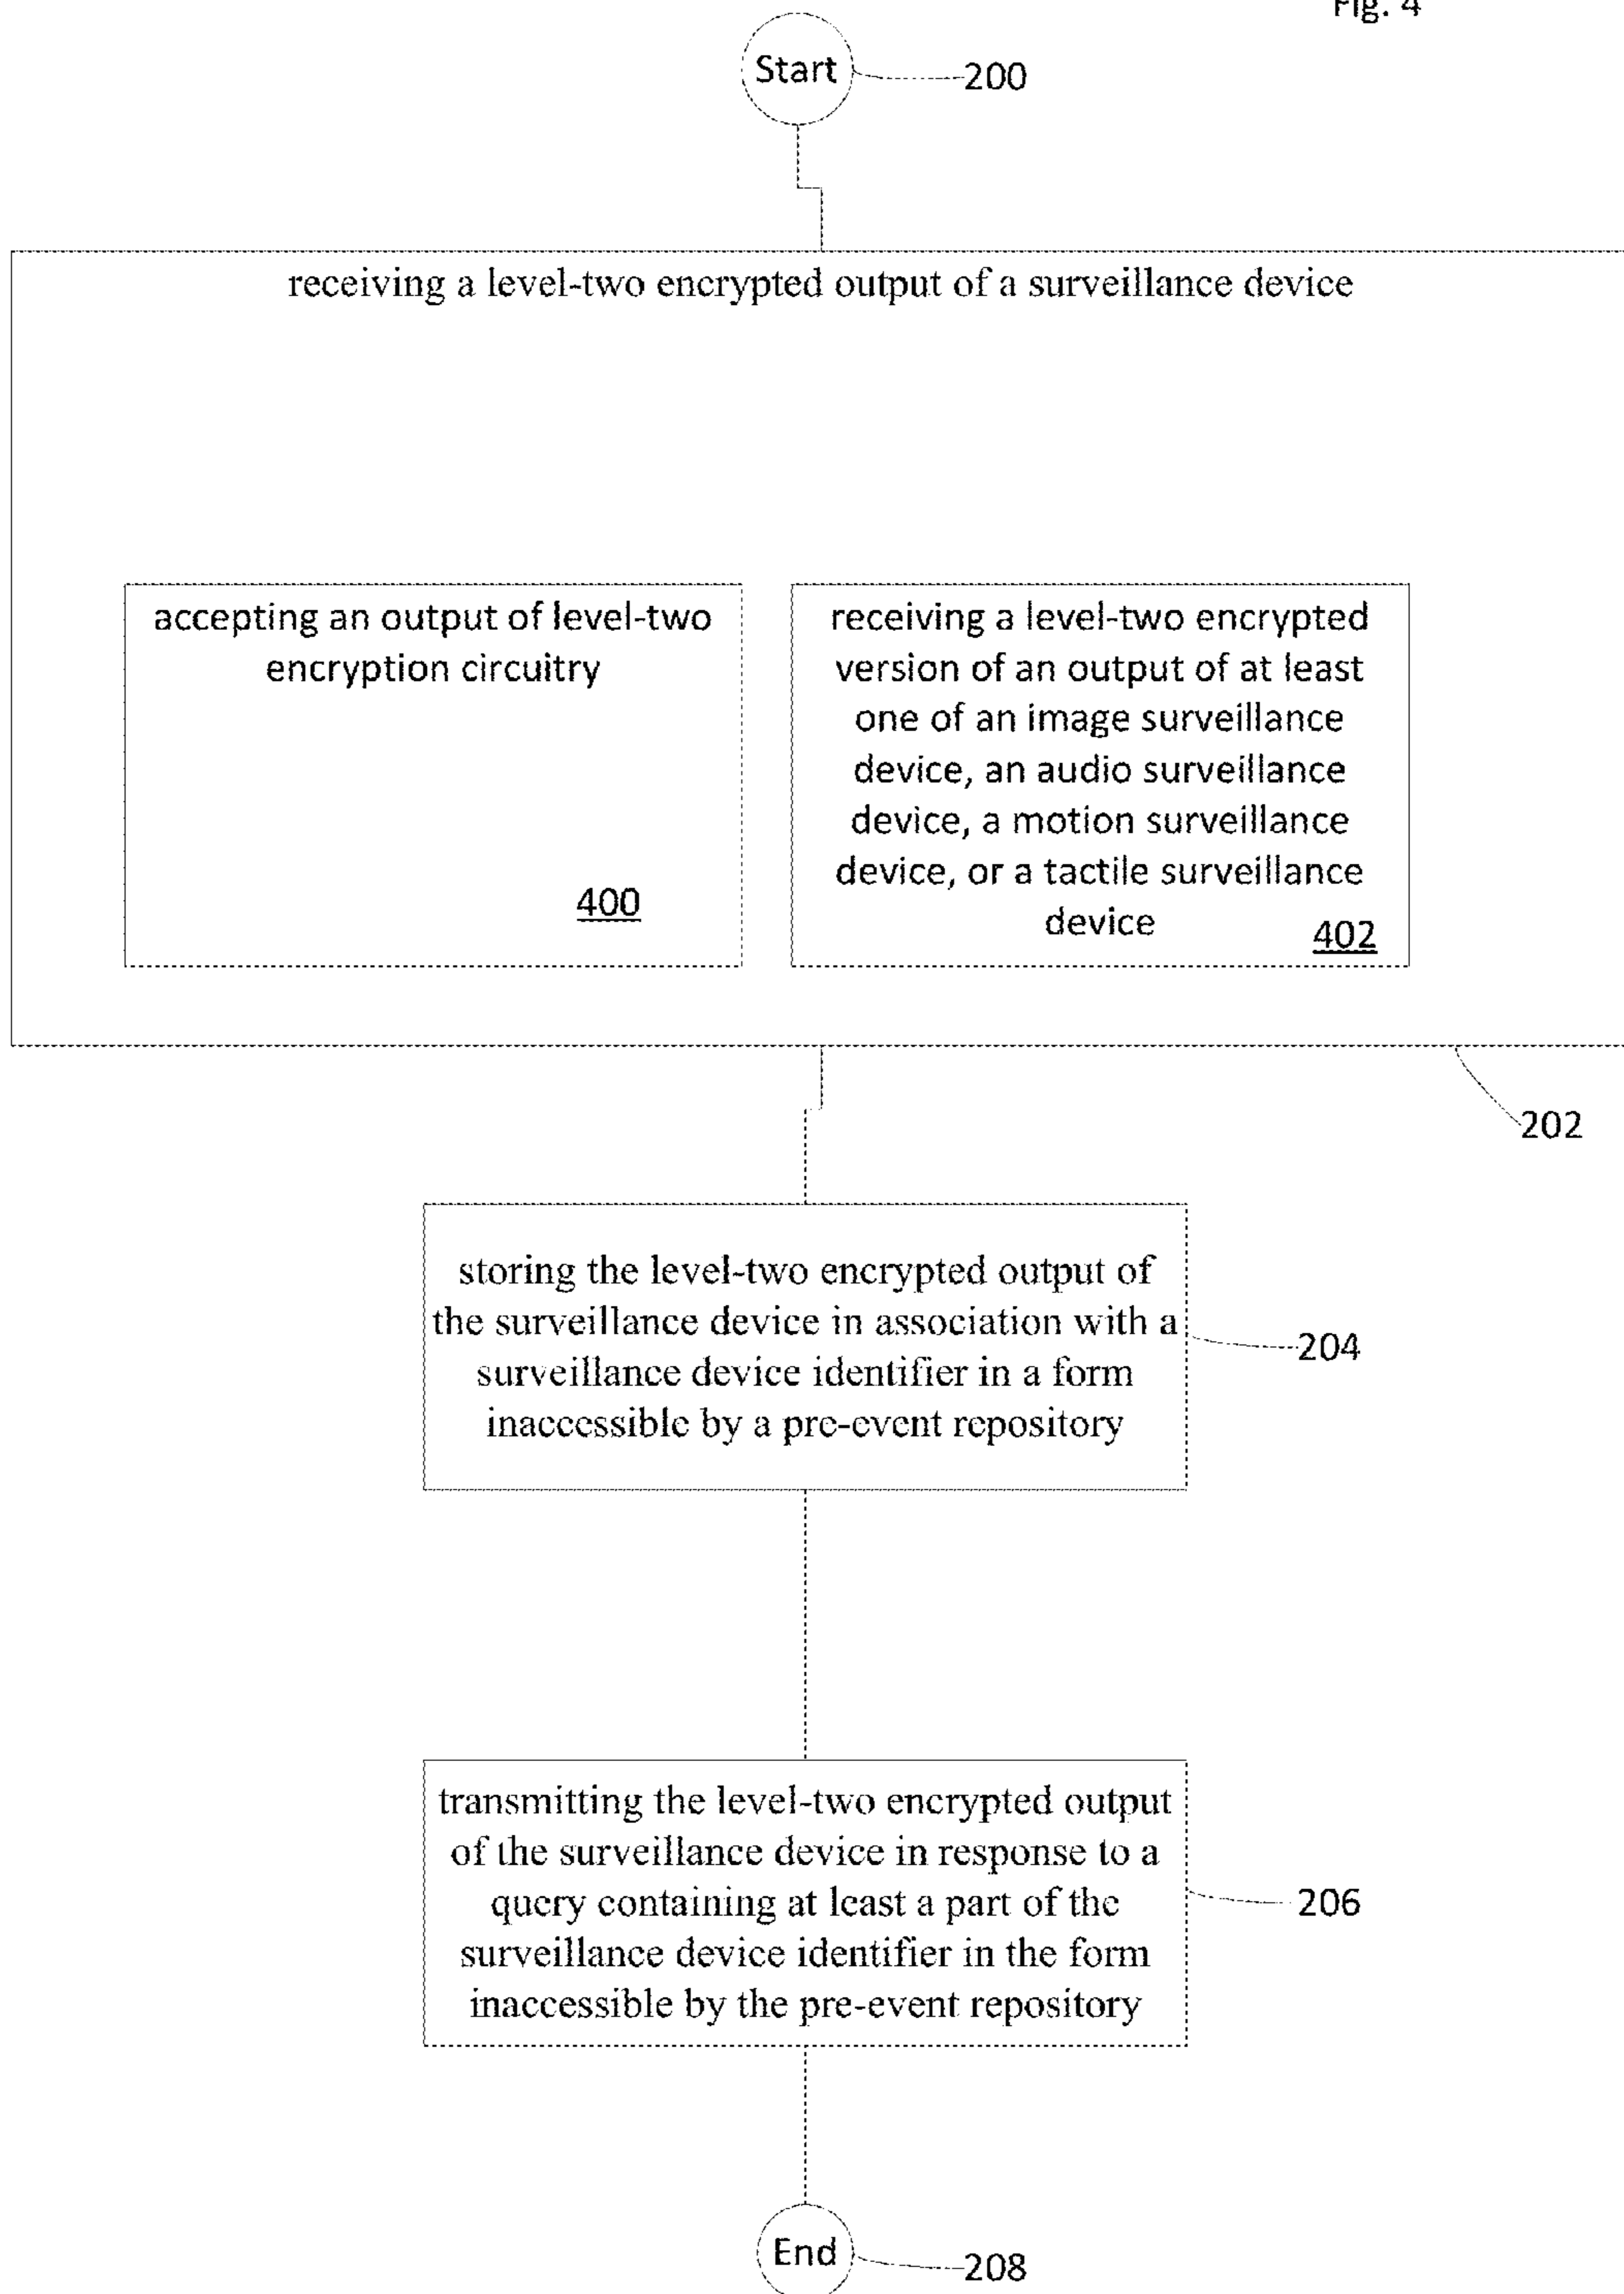 Fig. 4
Start
200
receiving a level-two encrypted output of a surveillance device
accepting an output of level-two
encryption circuitry
400
receiving a level-two encrypted
version of an output of at least
one of an image surveillance
device, an audio surveillance
device, a motion surveillance
device, or a tactile surveillance
device
402
202
storing the level-two encrypted output of
the surveillance device in association with a
surveillance device identifier in a form
inaccessible by a pre-event repository
204
transmitting the level-two encrypted output
of the surveillance device in response to a
query containing at least a part of the
surveillance device identifier in the form
inaccessible by the pre-event repository
206
End
208